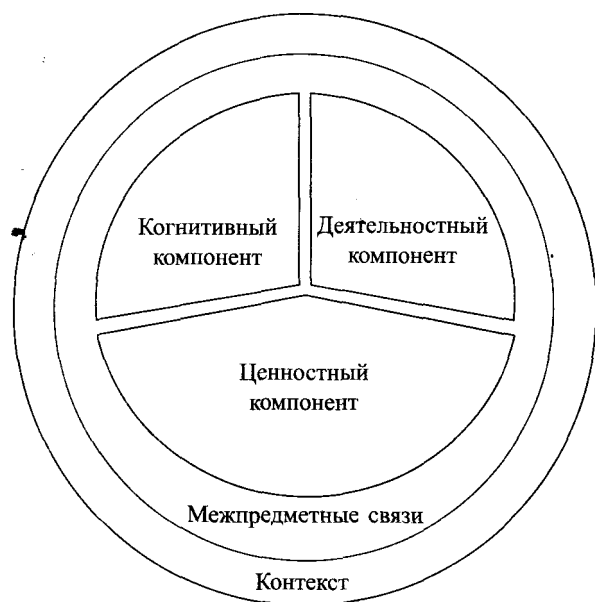 Когнитивный
компонент
Деятельностный
компонент
Ценностный
компонент
Межпредметные связи
Контекст